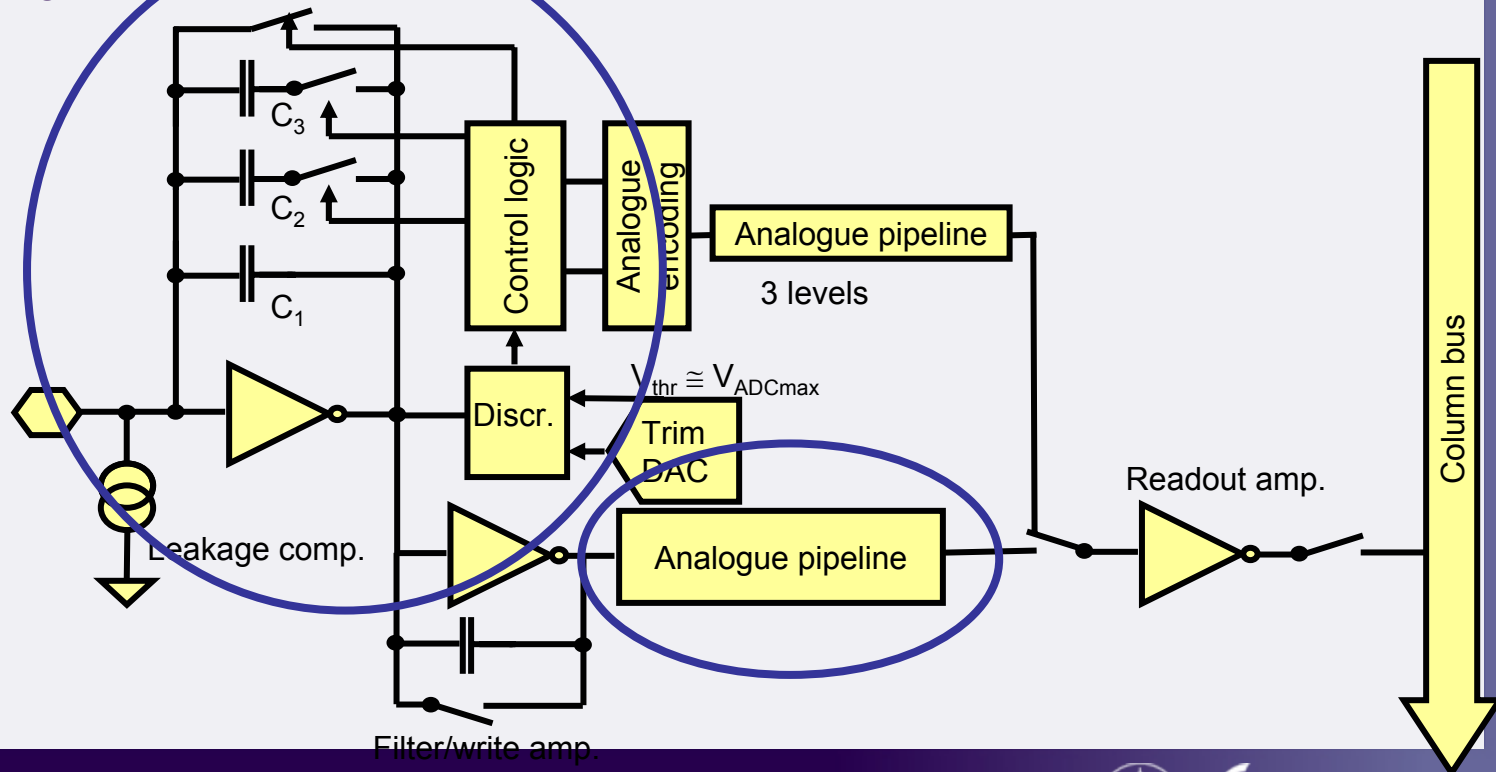 C₃
C₂
C₁
Control logic
Analogue
encoding
Analogue pipeline
3 levels
Column bus
Vthr ≅ VADCmax
Discr.
Trim
DAC
Readout amp.
Leakage comp.
Analogue pipeline
Filter/write amp.